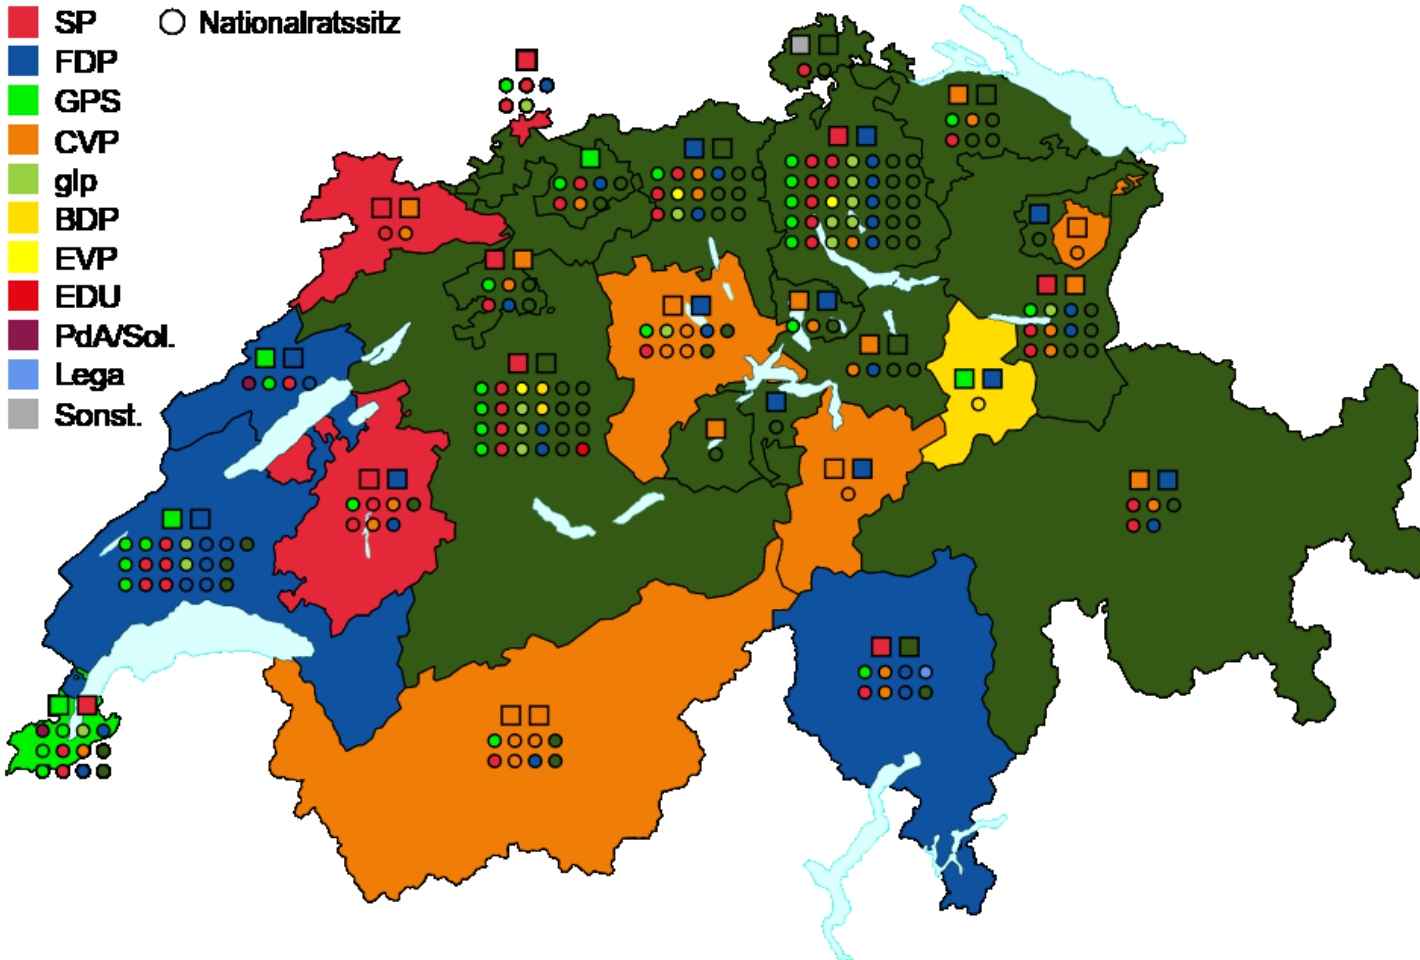 SP
Nationalratssitz
FDP
GPS
CVP
glp
BDP
EVP
EDU
PdA/Sol.
Lega
Sonst.